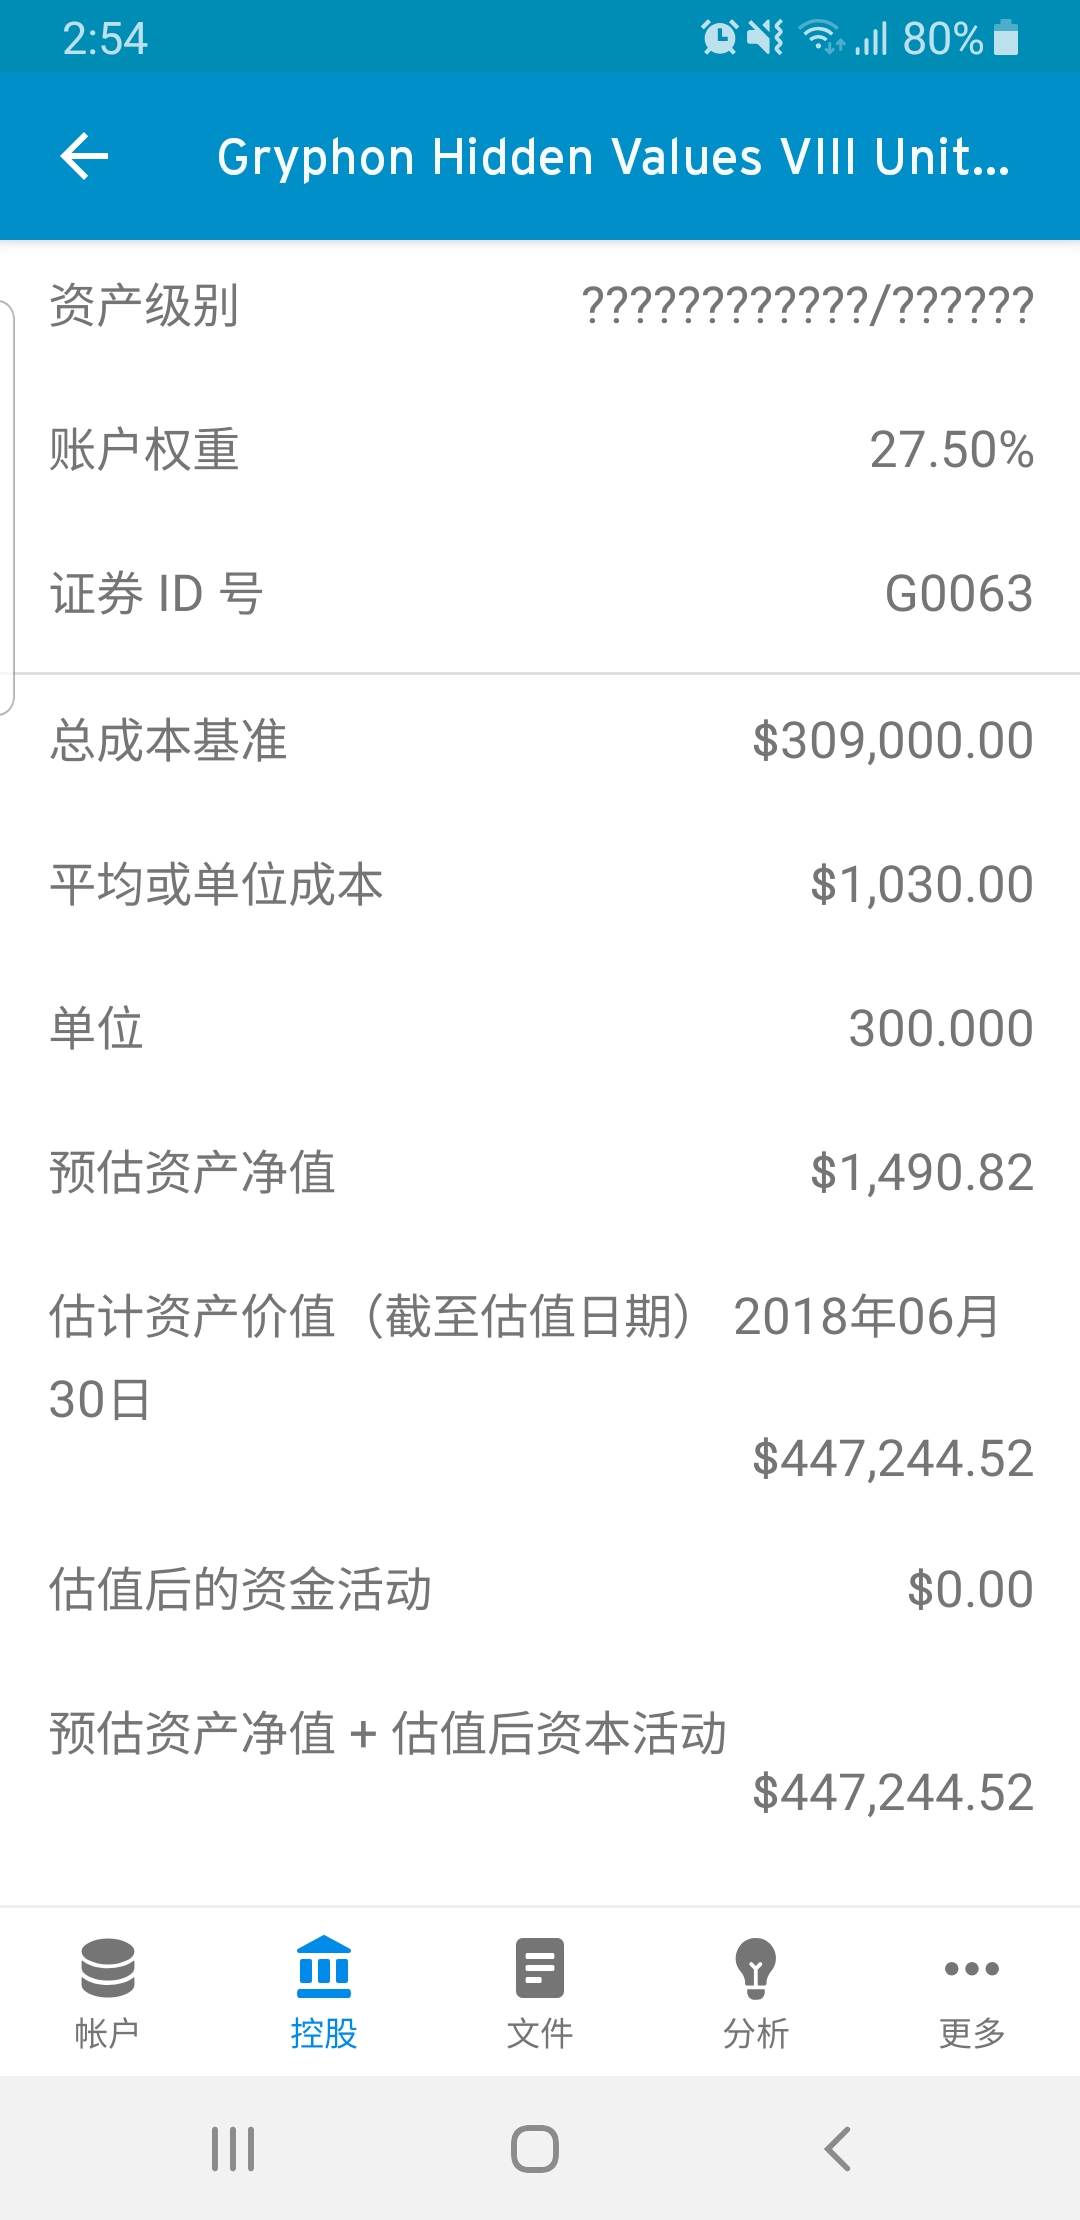 2:54
80%
Gryphon Hidden Values VIII Unit...
资产级别 ????????????/??????
账户权重 27.50%
证券 ID 号 G0063
总成本基准 $309,000.00
平均或单位成本 $1,030.00
单位 300.000
预估资产净值 $1,490.82
估计资产价值（截至估值日期） 2018年06月
30日
$447,244.52
估值后的资金活动 $0.00
预估资产净值 + 估值后资本活动
$447,244.52
帐户 控股 文件 分析 更多